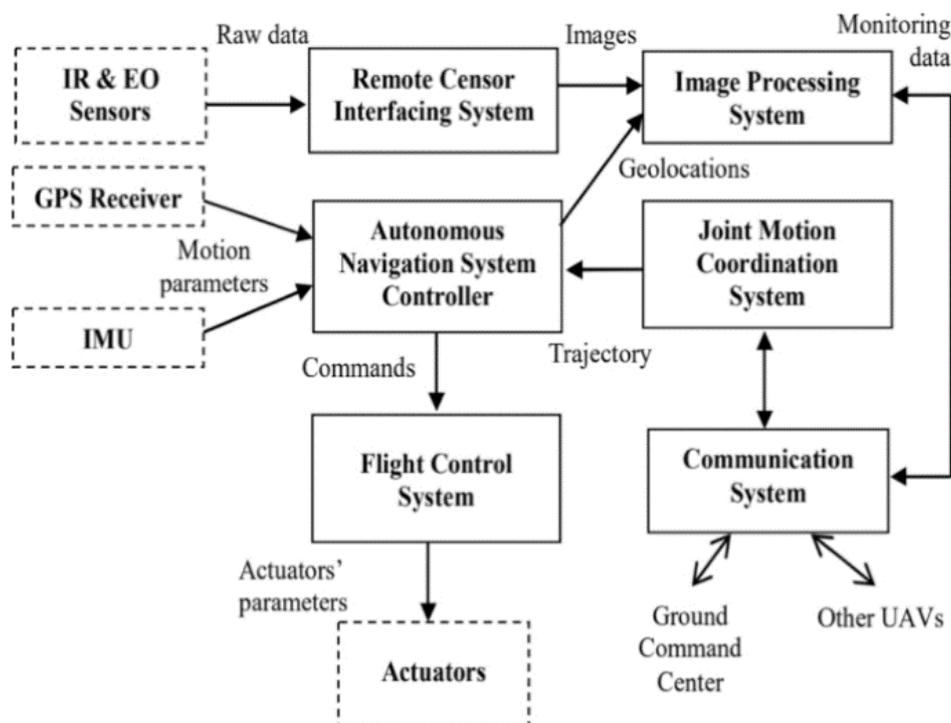 Raw data
Images
Monitoring
data
IR & EO
Sensors
Remote Censor
Interfacing System
Image Processing
System
Geolocations
GPS Receiver
Motion
parameters
Autonomous
Navigation System
Controller
Joint Motion
Coordination
System
IMU
Commands
Trajectory
Flight Control
System
Communication
System
Actuators’
parameters
Ground
Command
Center
Other UAVs
Actuators